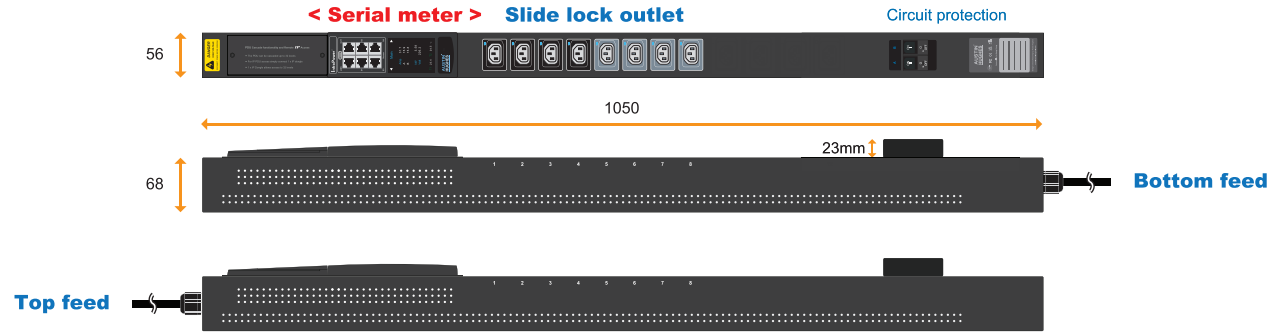 < Serial meter >
Slide lock outlet
Circuit protection
56
DANGER
1050
23mm
68
1 2 3 4 5 6 7 8
Bottom feed
1 2 3 4 5 6 7 8
Top feed